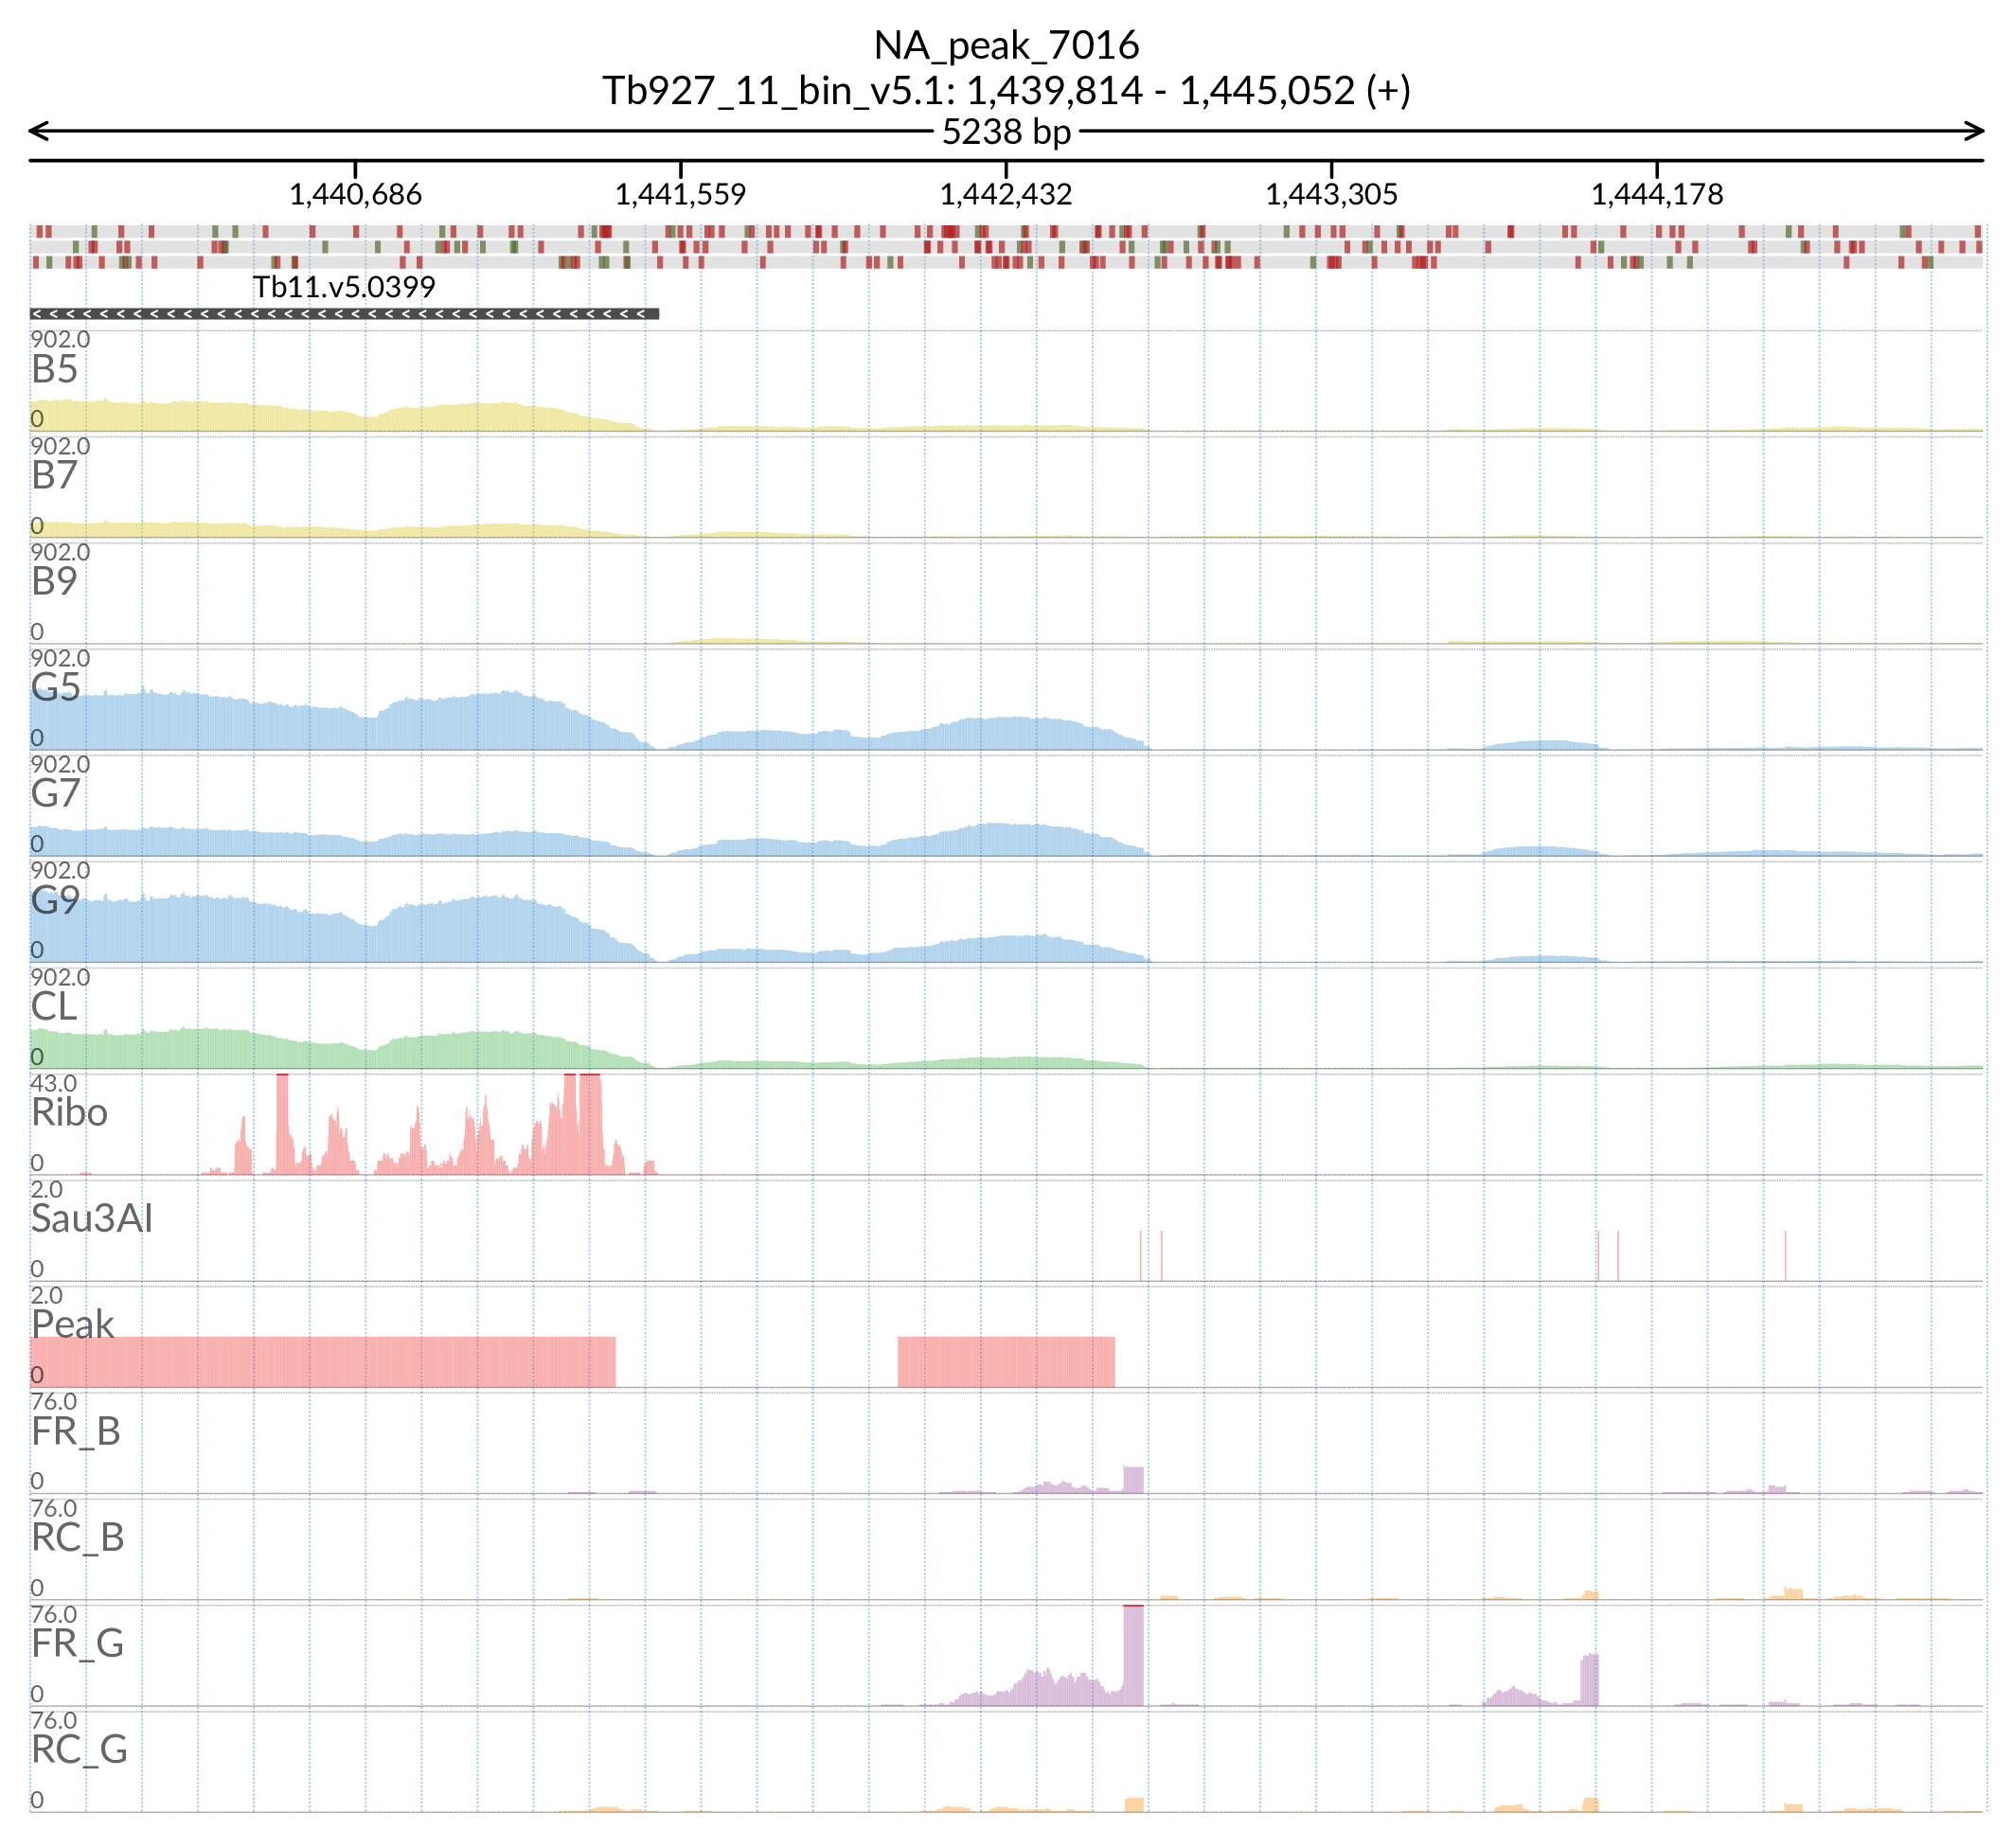 NA_peak_7016
Tb927_11_bin_v5.1: 1,439,814 - 1,445,052 (+)
5238 bp
1,440,686 1,441,559 1,442,432 1,443,305 1,444,178
Tb11.v5.0399
902.0
B5
0
902.0
B7
0
902.0
B9
0
902.0
G5
0
902.0
G7
0
902.0
G9
0
902.0
CL
0
43.0
Ribo
0
2.0
Sau3AI
0
2.0
Peak
0
76.0
FR_B
0
76.0
RC_B
0
76.0
FR_G
0
76.0
RC_G
0